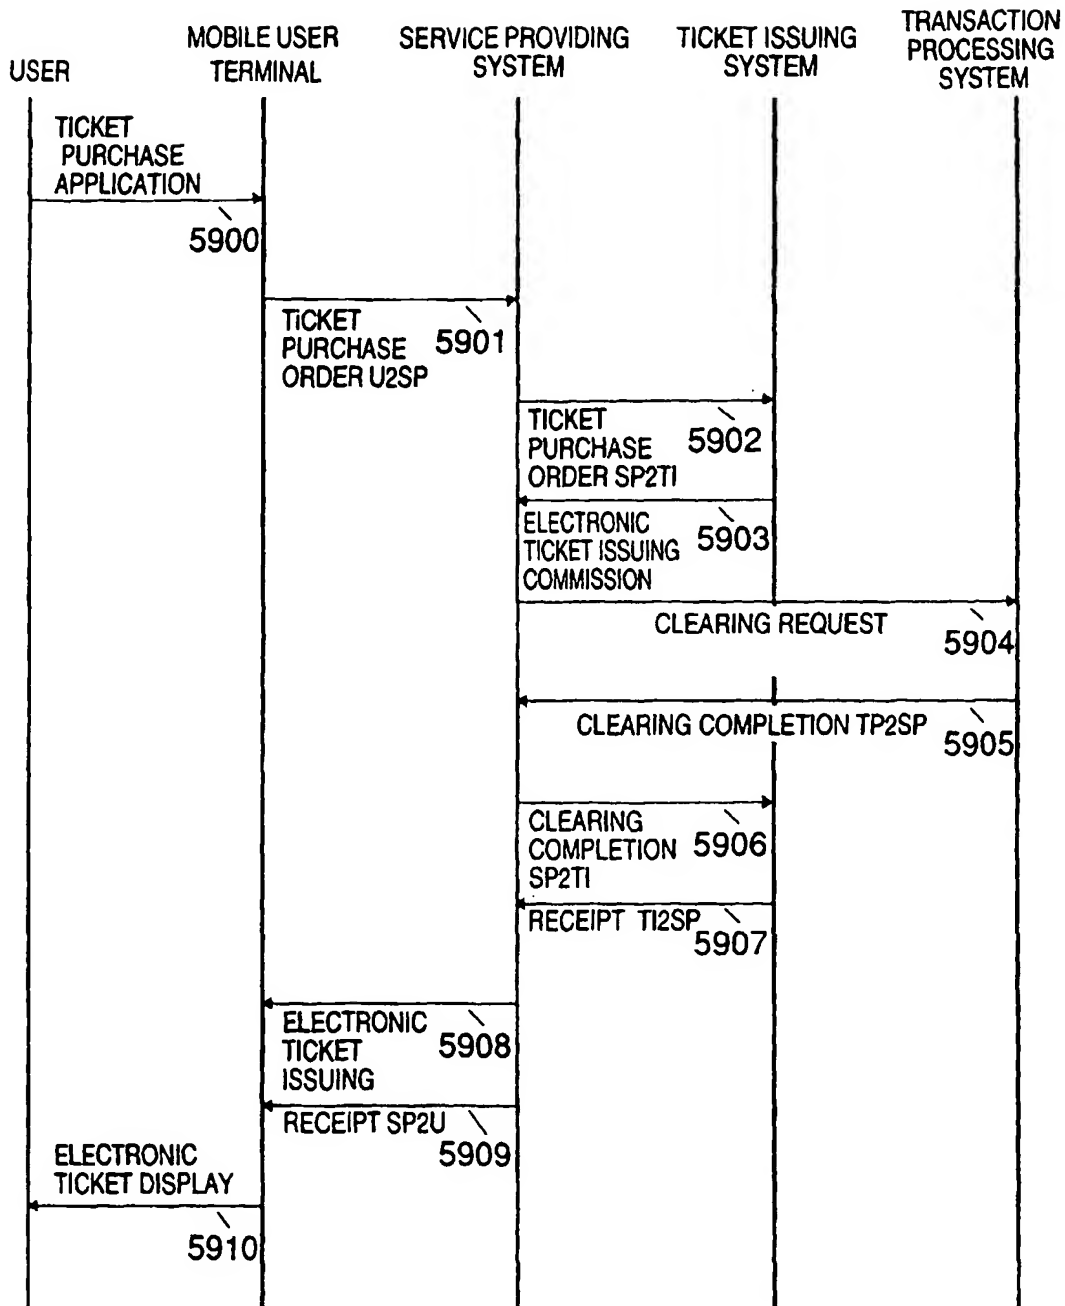 USER
MOBILE USER
TERMINAL
SERVICE PROVIDING
SYSTEM
TICKET ISSUING
SYSTEM
TRANSACTION
PROCESSING
SYSTEM
TICKET
PURCHASE
APPLICATION
5900
TICKET
PURCHASE
ORDER U2SP
5901
TICKET
PURCHASE
ORDER SP2TI
5902
ELECTRONIC
TICKET ISSUING
COMMISSION
5903
CLEARING REQUEST
5904
CLEARING COMPLETION TP2SP
5905
CLEARING
COMPLETION
SP2TI
5906
RECEIPT TI2SP
5907
ELECTRONIC
TICKET
ISSUING
5908
RECEIPT SP2U
5909
ELECTRONIC
TICKET DISPLAY
5910